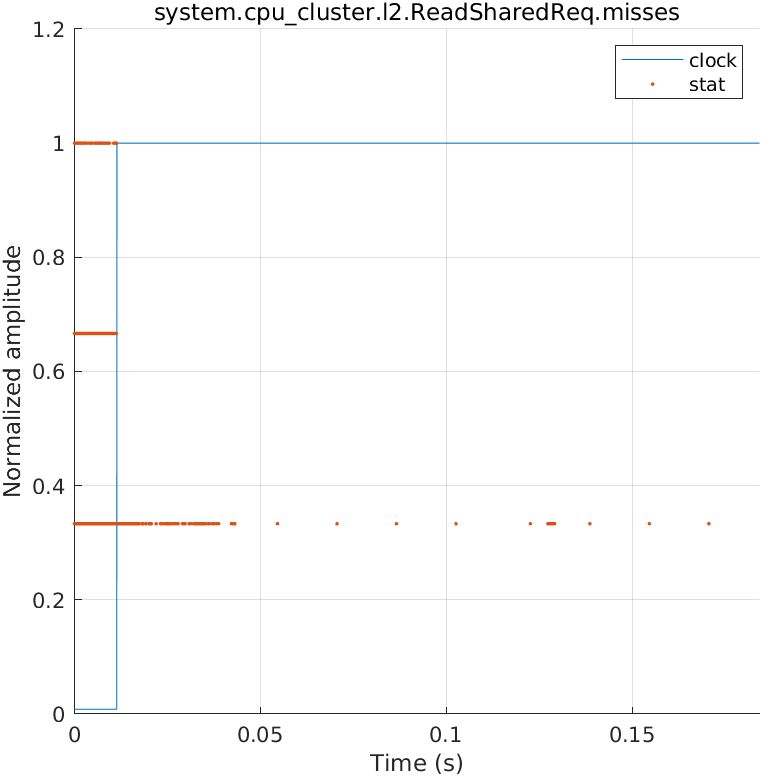 system.cpu_cluster.l2.ReadSharedReq.misses
1.2
1
0.8
0.6
0.4
0.2
0
Normalized amplitude
clock
stat
0 0.05 0.1 0.15
Time (s)